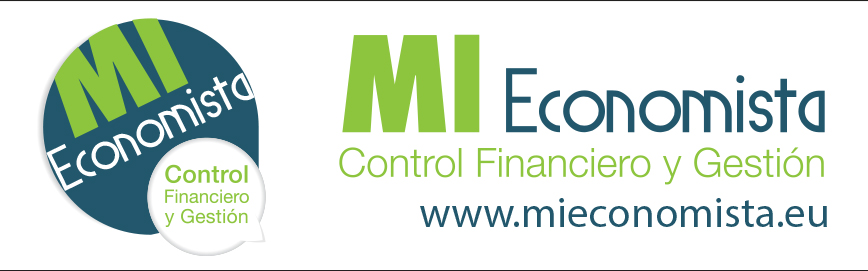 MI
Economista
Control
Financiero
y Gestión
MI Economista
Control Financiero y Gestión
www.mieconomista.eu